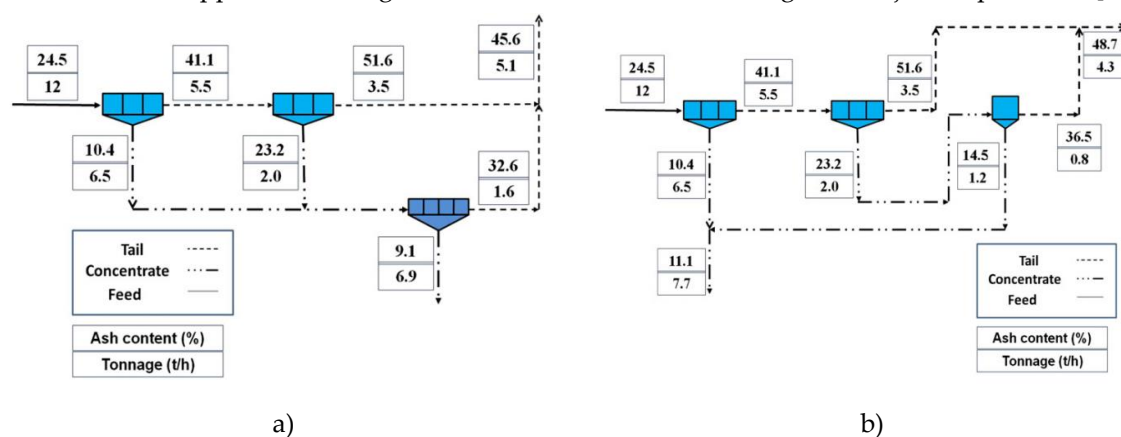 24.5
12
41.1
5.5
51.6
3.5
45.6
5.1
10.4
6.5
23.2
2.0
32.6
1.6
9.1
6.9
Tail
Concentrate
Feed
Ash content (%)
Tonnage (t/h)
a)
24.5
12
41.1
5.5
51.6
3.5
48.7
4.3
10.4
6.5
23.2
2.0
14.5
1.2
36.5
0.8
11.1
7.7
Tail
Concentrate
Feed
Ash content (%)
Tonnage (t/h)
b)